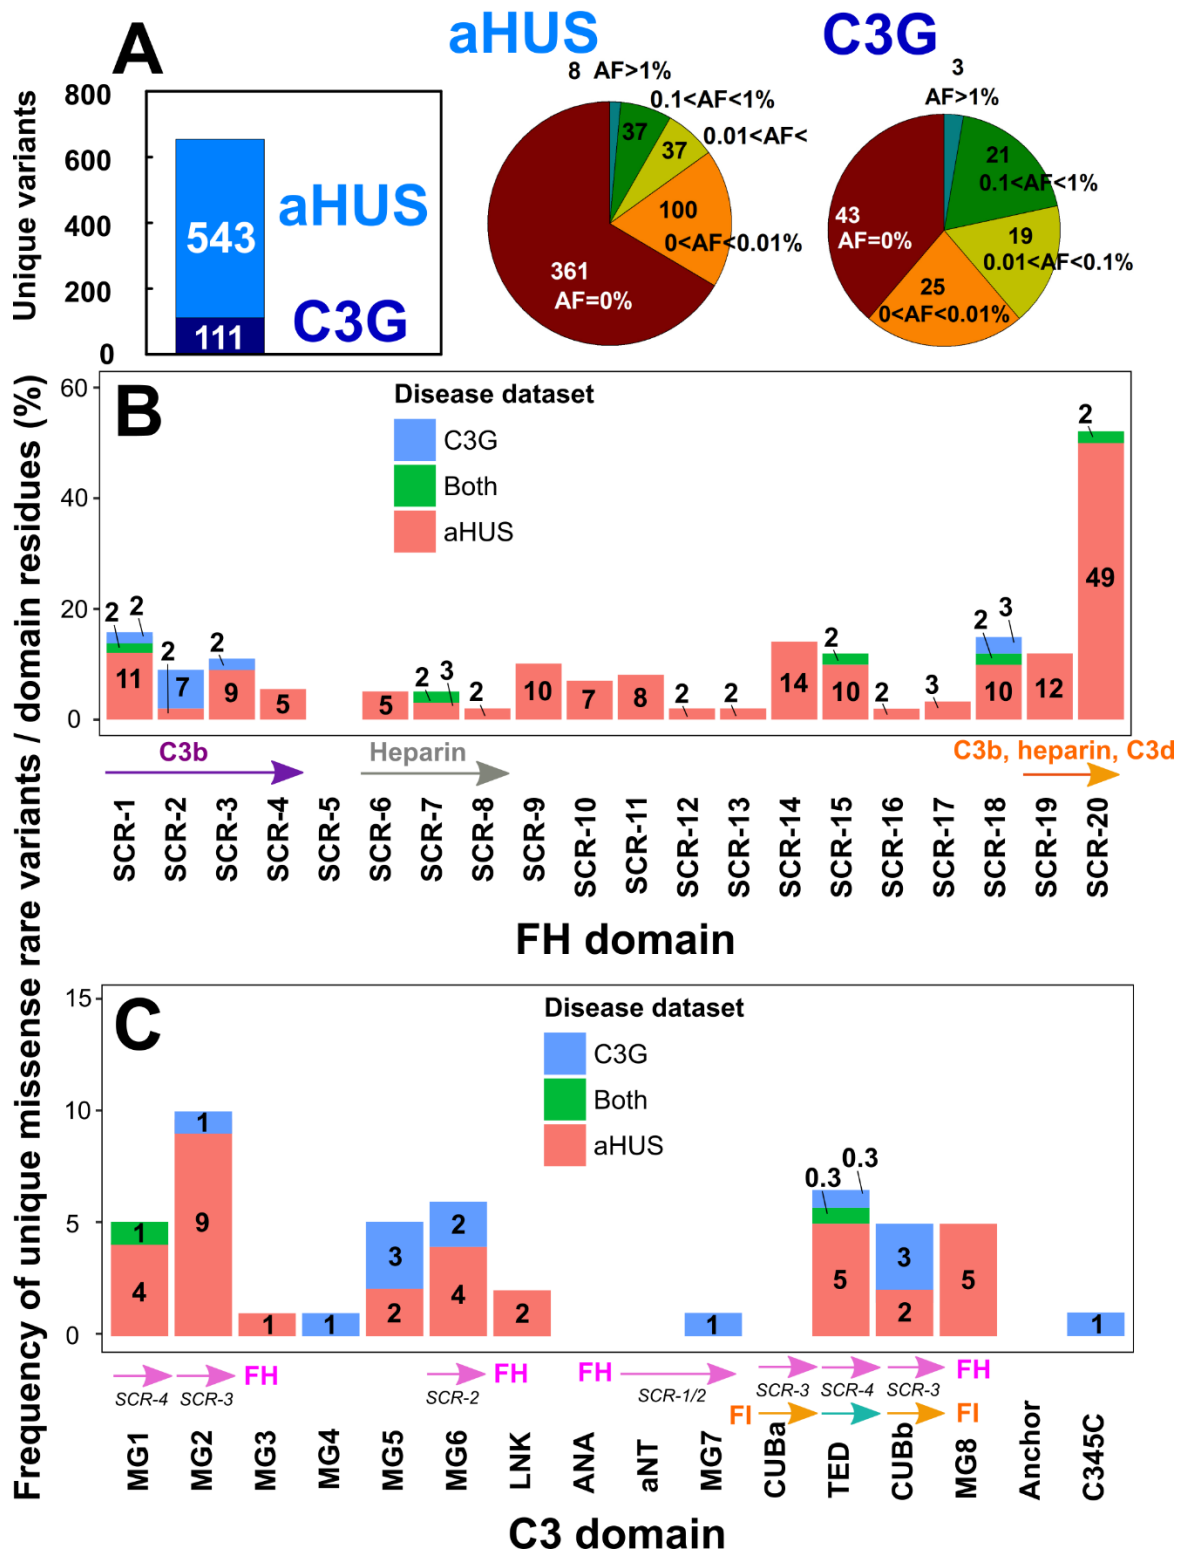 A
aHUS
C3G
Unique variants
800
600
400
200
0
543
aHUS
111
C3G
8 AF>1%
0.1<AF<1%
37
0.01<AF<
37
100
0<AF<0.01%
361
AF=0%
3
AF>1%
21
0.1<AF<1%
19
0.01<AF<0.1%
25
0<AF<0.01%
43
AF=0%
Frequency of unique missense rare variants / domain residues (%)
B
Disease dataset
C3G
Both
aHUS
60
40
20
0
2 2
11
2
7
2
9
5
5
2 3
2
10
7
8
2
2
14
2
10
2
3
2 3
10
12
2
49
C3b
Heparin
C3b, heparin, C3d
SCR-1
SCR-2
SCR-3
SCR-4
SCR-5
SCR-6
SCR-7
SCR-8
SCR-9
SCR-10
SCR-11
SCR-12
SCR-13
SCR-14
SCR-15
SCR-16
SCR-17
SCR-18
SCR-19
SCR-20
FH domain
C
Disease dataset
C3G
Both
aHUS
15
10
5
0
1
4
1
9
1
1
3
2
2
4
2
1
0.3 0.3
5
3
2
5
1
SCR-4
SCR-3
FH
SCR-2
FH
FH
SCR-1/2
SCR-3
SCR-4
SCR-3
FH
FI
FI
MG1
MG2
MG3
MG4
MG5
MG6
LNK
ANA
aNT
MG7
CUBa
TED
CUBb
MG8
Anchor
C345C
C3 domain